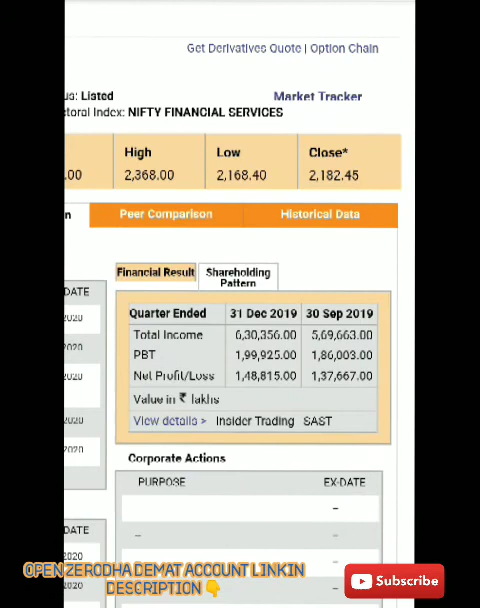 Get Derivatives Quote | Option Chain
us: Listed
Market Tracker
ctoral Index: NIFTY FINANCIAL SERVICES
High Low Close*
.00 2,368.00 2,168.40 2,182.45
n Peer Comparison Historical Data
Financial Result Shareholding Pattern
-DATE
Quarter Ended 31 Dec 2019 30 Sep 2019
2020 Total Income 6,30,356.00 5,69,663.00
2020 PBT 1,99,925.00 1,86,003.00
2020 Net Profit/Loss 1,48,815.00 1,37,667.00
Value in ₹ lakhs
2020 View details > Insider Trading SAST
2020
Corporate Actions
PURPOSE EX-DATE
–
– –
-DATE
2020 –
2020 –
OPEN ZERODHA DEMAT ACCOUNT LINK IN
DESCRIPTION 👇
Subscribe